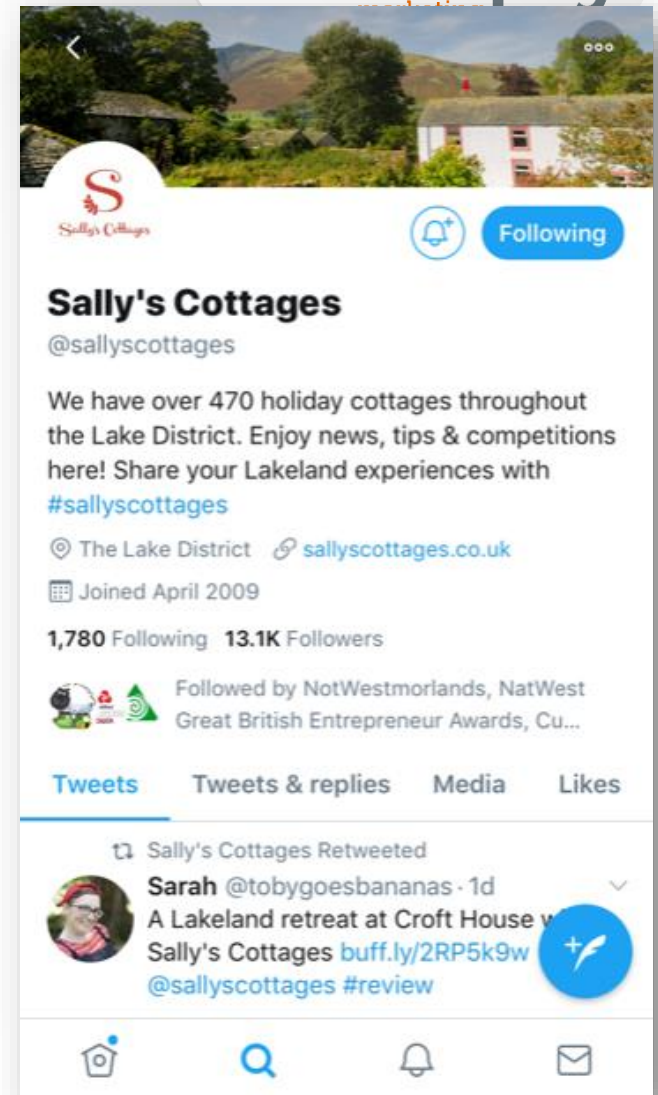 marketing
S
Sally's Cottages
Following
Sally's Cottages
@sallyscottages
We have over 470 holiday cottages throughout
the Lake District. Enjoy news, tips & competitions
here! Share your Lakeland experiences with
#sallyscottages
The Lake District sallyscottages.co.uk
Joined April 2009
1,780 Following 13.1K Followers
Followed by NotWestmorlands, NatWest
Great British Entrepreneur Awards, Cu...
Tweets Tweets & replies Media Likes
Sally's Cottages Retweeted
Sarah @tobygoesbananas · 1d
A Lakeland retreat at Croft House
Sally's Cottages buff.ly/2RP5k9w
@sallyscottages #review